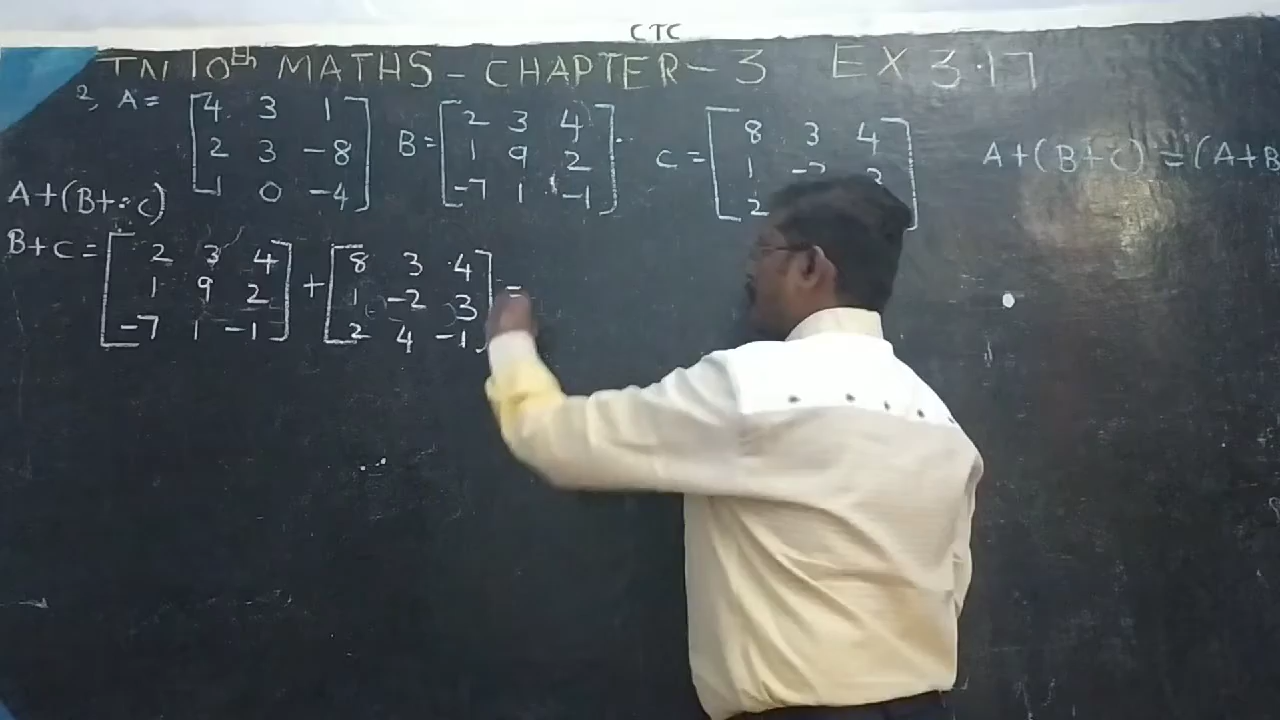 CTC
TN 10th MATHS - CHAPTER - 3 EX 3.17
2, A = [4 3 1 B = [2 3 4 C = [8 3 4
2 3 -8 1 9 2 1 -2 3 A+(B+C) = (A+B
1 0 -4] -7 1 -1] 2
A+(B+C)
B+C = [2 3 4 + [8 3 4 =
1 9 2 1 -2 3
-7 1 -1] 2 4 -1]